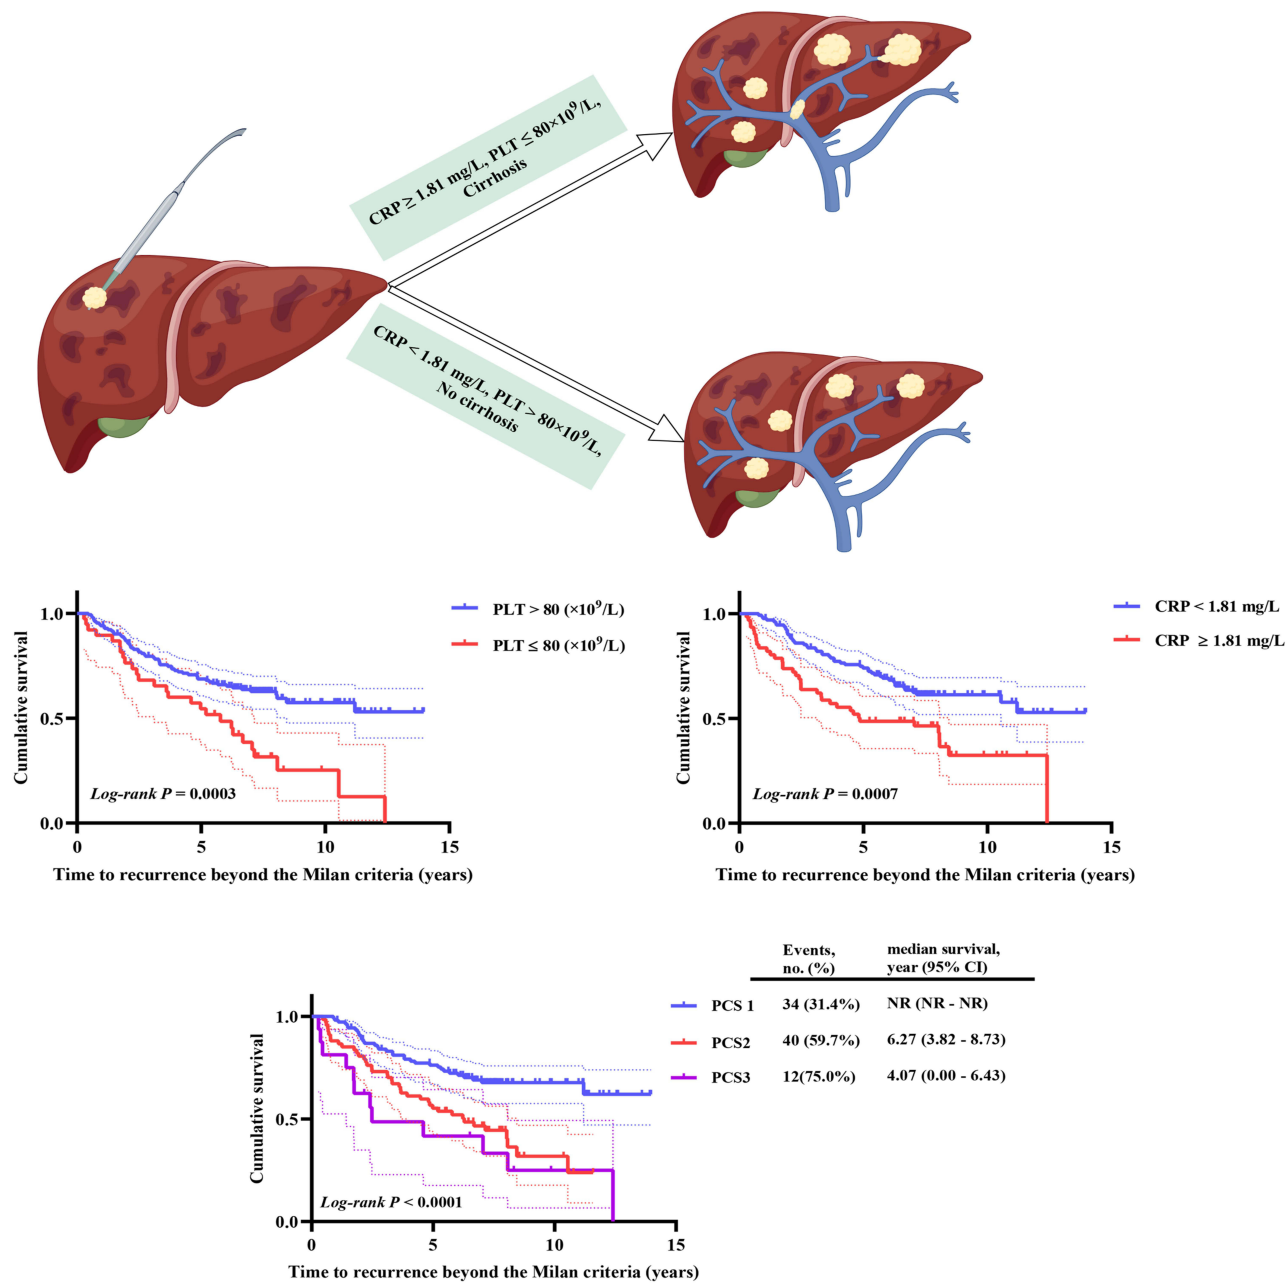 CRP ≥ 1.81 mg/L, PLT ≤ 80×10⁹/L,
Cirrhosis
CRP < 1.81 mg/L, PLT > 80×10⁹/L,
No cirrhosis
PLT > 80 (×10⁹/L)
PLT ≤ 80 (×10⁹/L)
1.0
0.5
0.0
Cumulative survival
Log-rank P = 0.0003
0 5 10 15
Time to recurrence beyond the Milan criteria (years)
CRP < 1.81 mg/L
CRP ≥ 1.81 mg/L
1.0
0.5
0.0
Cumulative survival
Log-rank P = 0.0007
0 5 10 15
Time to recurrence beyond the Milan criteria (years)
Events, median survival,
no. (%) year (95% CI)
PCS 1 34 (31.4%) NR (NR - NR)
PCS2 40 (59.7%) 6.27 (3.82 - 8.73)
PCS3 12(75.0%) 4.07 (0.00 - 6.43)
1.0
0.5
0.0
Cumulative survival
Log-rank P < 0.0001
0 5 10 15
Time to recurrence beyond the Milan criteria (years)